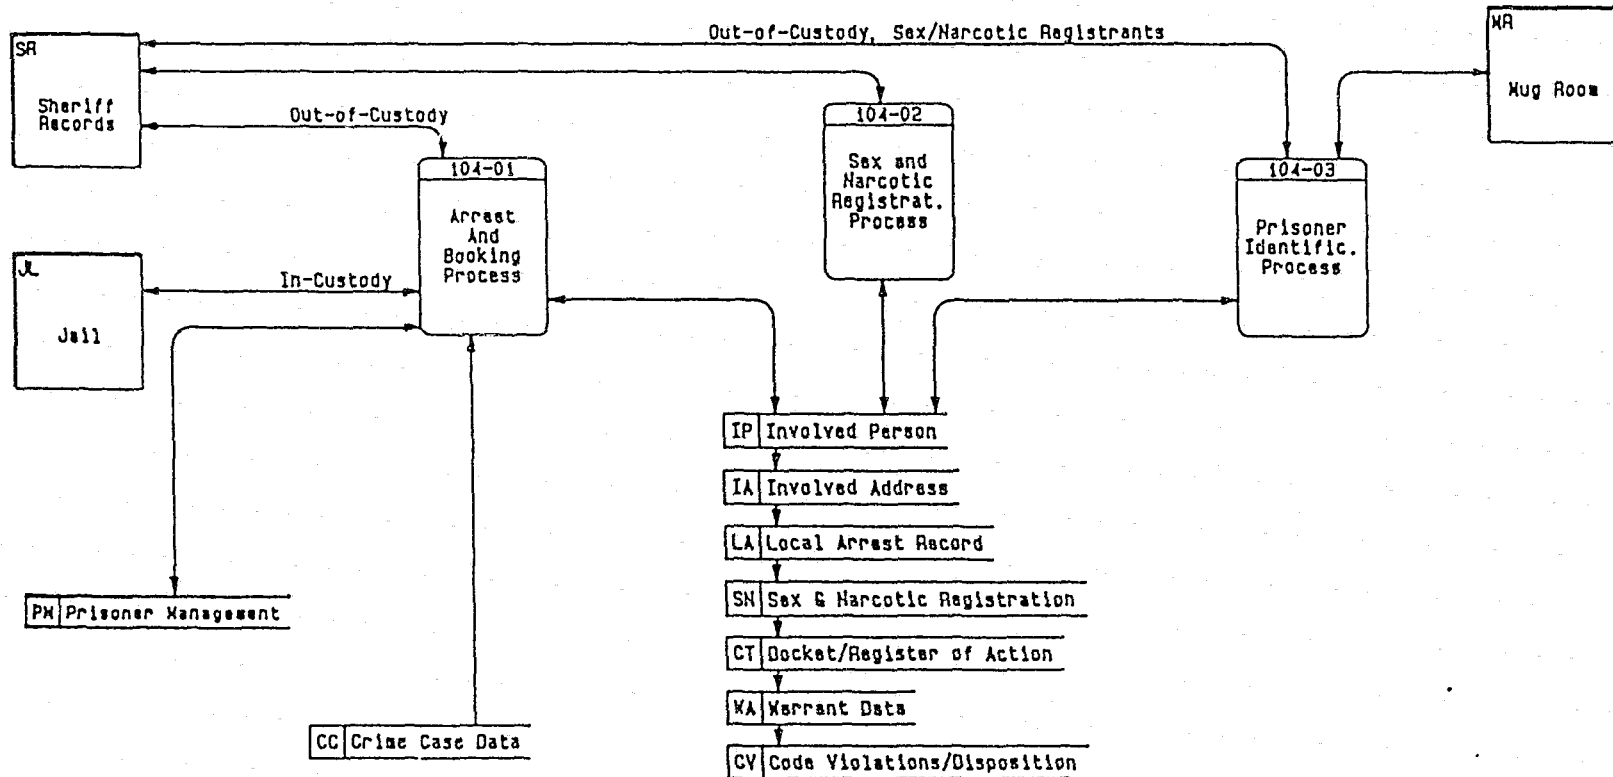 Out-of-Custody, Sex/Narcotic Registrants
SR
Sheriff
Records
MR
Mug Room
Out-of-Custody
104-01
Arrest
And
Booking
Process
104-02
Sex and
Narcotic
Registrat.
Process
104-03
Prisoner
Identific.
Process
JL
Jail
In-Custody
IP Involved Person
IA Involved Address
LA Local Arrest Record
SN Sex & Narcotic Registration
CT Docket/Register of Action
WA Warrant Data
CV Code Violations/Disposition
PM Prisoner Management
CC Crime Case Data